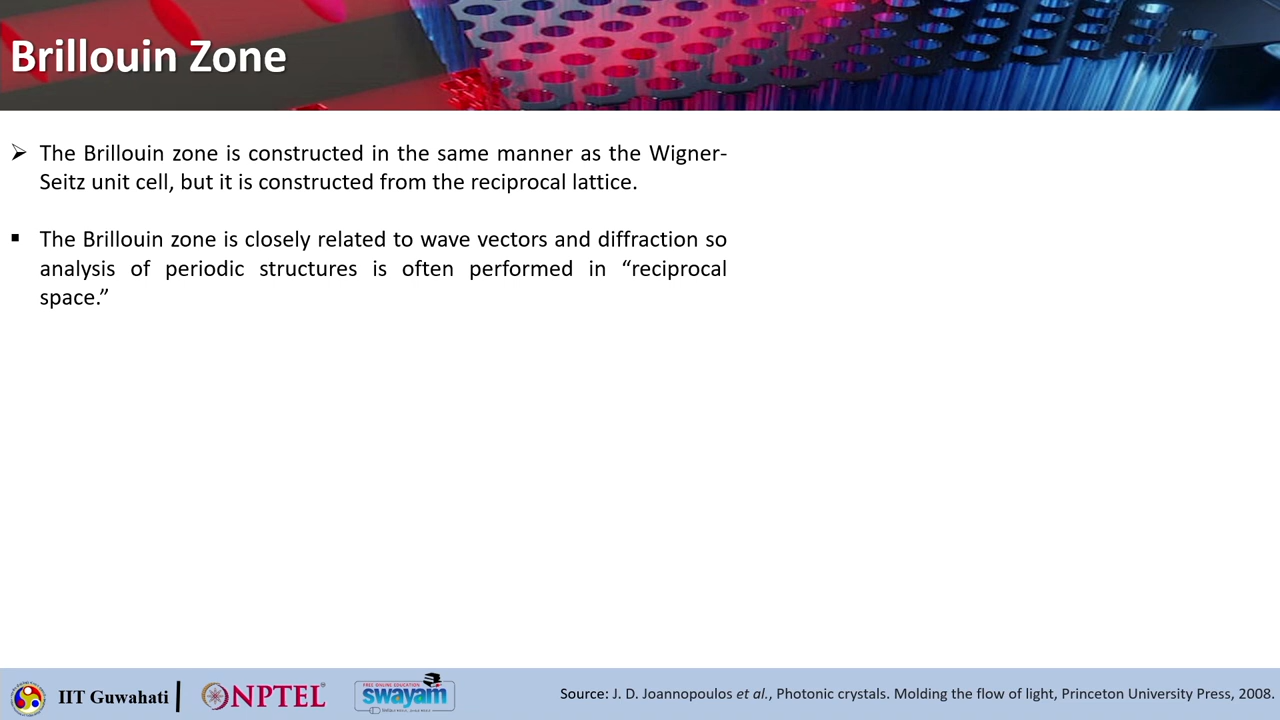 Brillouin Zone
➢ The Brillouin zone is constructed in the same manner as the Wigner-
Seitz unit cell, but it is constructed from the reciprocal lattice.
▪ The Brillouin zone is closely related to wave vectors and diffraction so
analysis of periodic structures is often performed in “reciprocal
space.”
IIT Guwahati
NPTEL
FREE ONLINE EDUCATION
swayam
Source: J. D. Joannopoulos et al., Photonic crystals. Molding the flow of light, Princeton University Press, 2008.